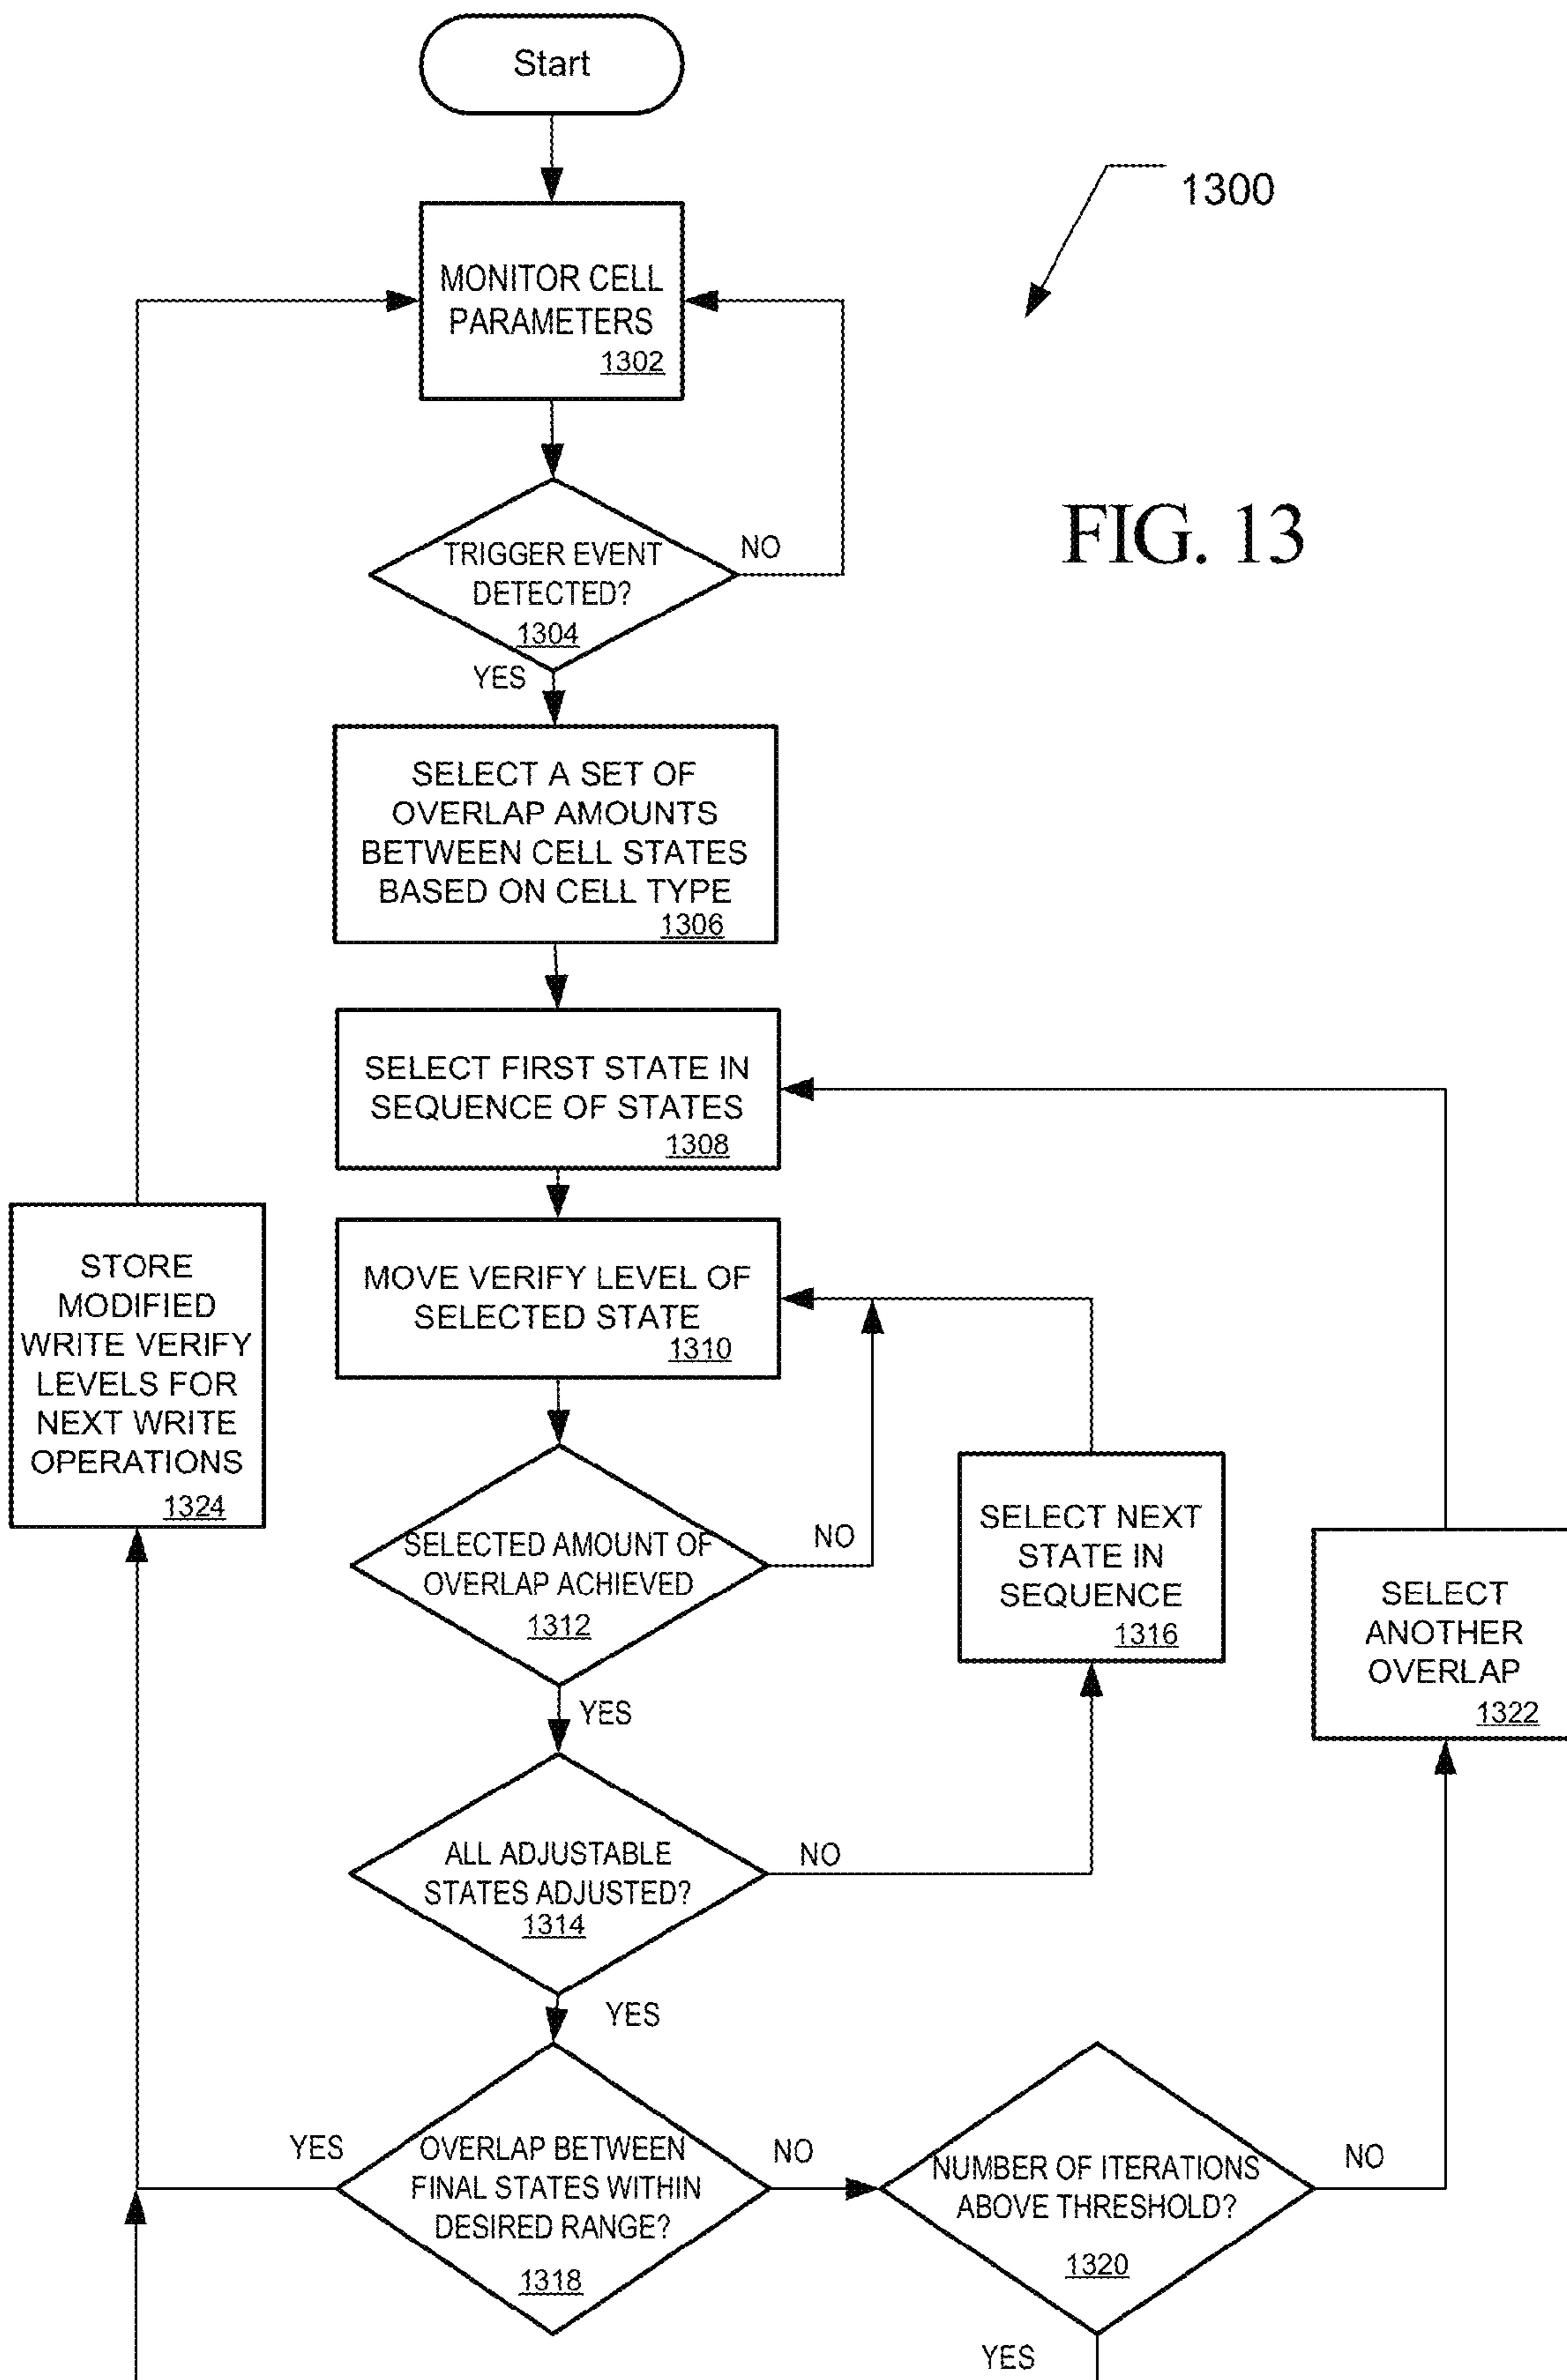 Start
1300
MONITOR CELL
PARAMETERS
1302
FIG. 13
TRIGGER EVENT
DETECTED?
1304
NO
YES
SELECT A SET OF
OVERLAP AMOUNTS
BETWEEN CELL STATES
BASED ON CELL TYPE
1306
SELECT FIRST STATE IN
SEQUENCE OF STATES
1308
MOVE VERIFY LEVEL OF
SELECTED STATE
1310
STORE
MODIFIED
WRITE VERIFY
LEVELS FOR
NEXT WRITE
OPERATIONS
1324
SELECTED AMOUNT OF
OVERLAP ACHIEVED
1312
NO
YES
SELECT NEXT
STATE IN
SEQUENCE
1316
SELECT
ANOTHER
OVERLAP
1322
ALL ADJUSTABLE
STATES ADJUSTED?
1314
NO
YES
YES
OVERLAP BETWEEN
FINAL STATES WITHIN
DESIRED RANGE?
1318
NO
NUMBER OF ITERATIONS
ABOVE THRESHOLD?
1320
NO
YES